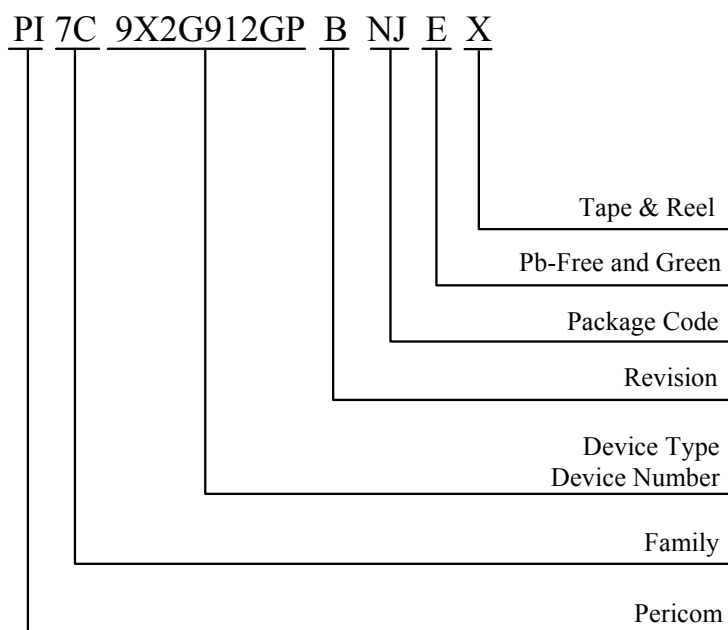 PI 7C 9X2G912GP B NJ E X
Tape & Reel
Pb-Free and Green
Package Code
Revision
Device Type
Device Number
Family
Pericom